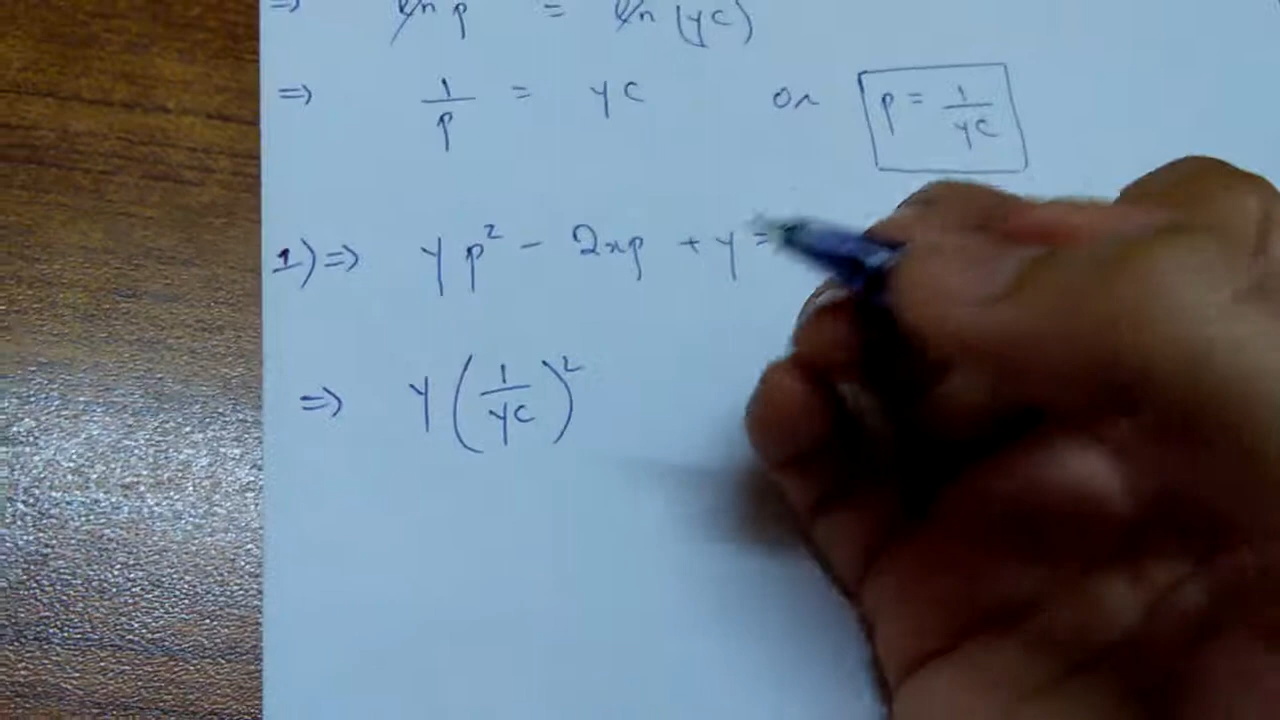 ⇒ ln p = ln (yc)
⇒ 1/p = yc or p = 1/yc
1) ⇒ yp² - 2xp + y =
⇒ y(1/yc)²